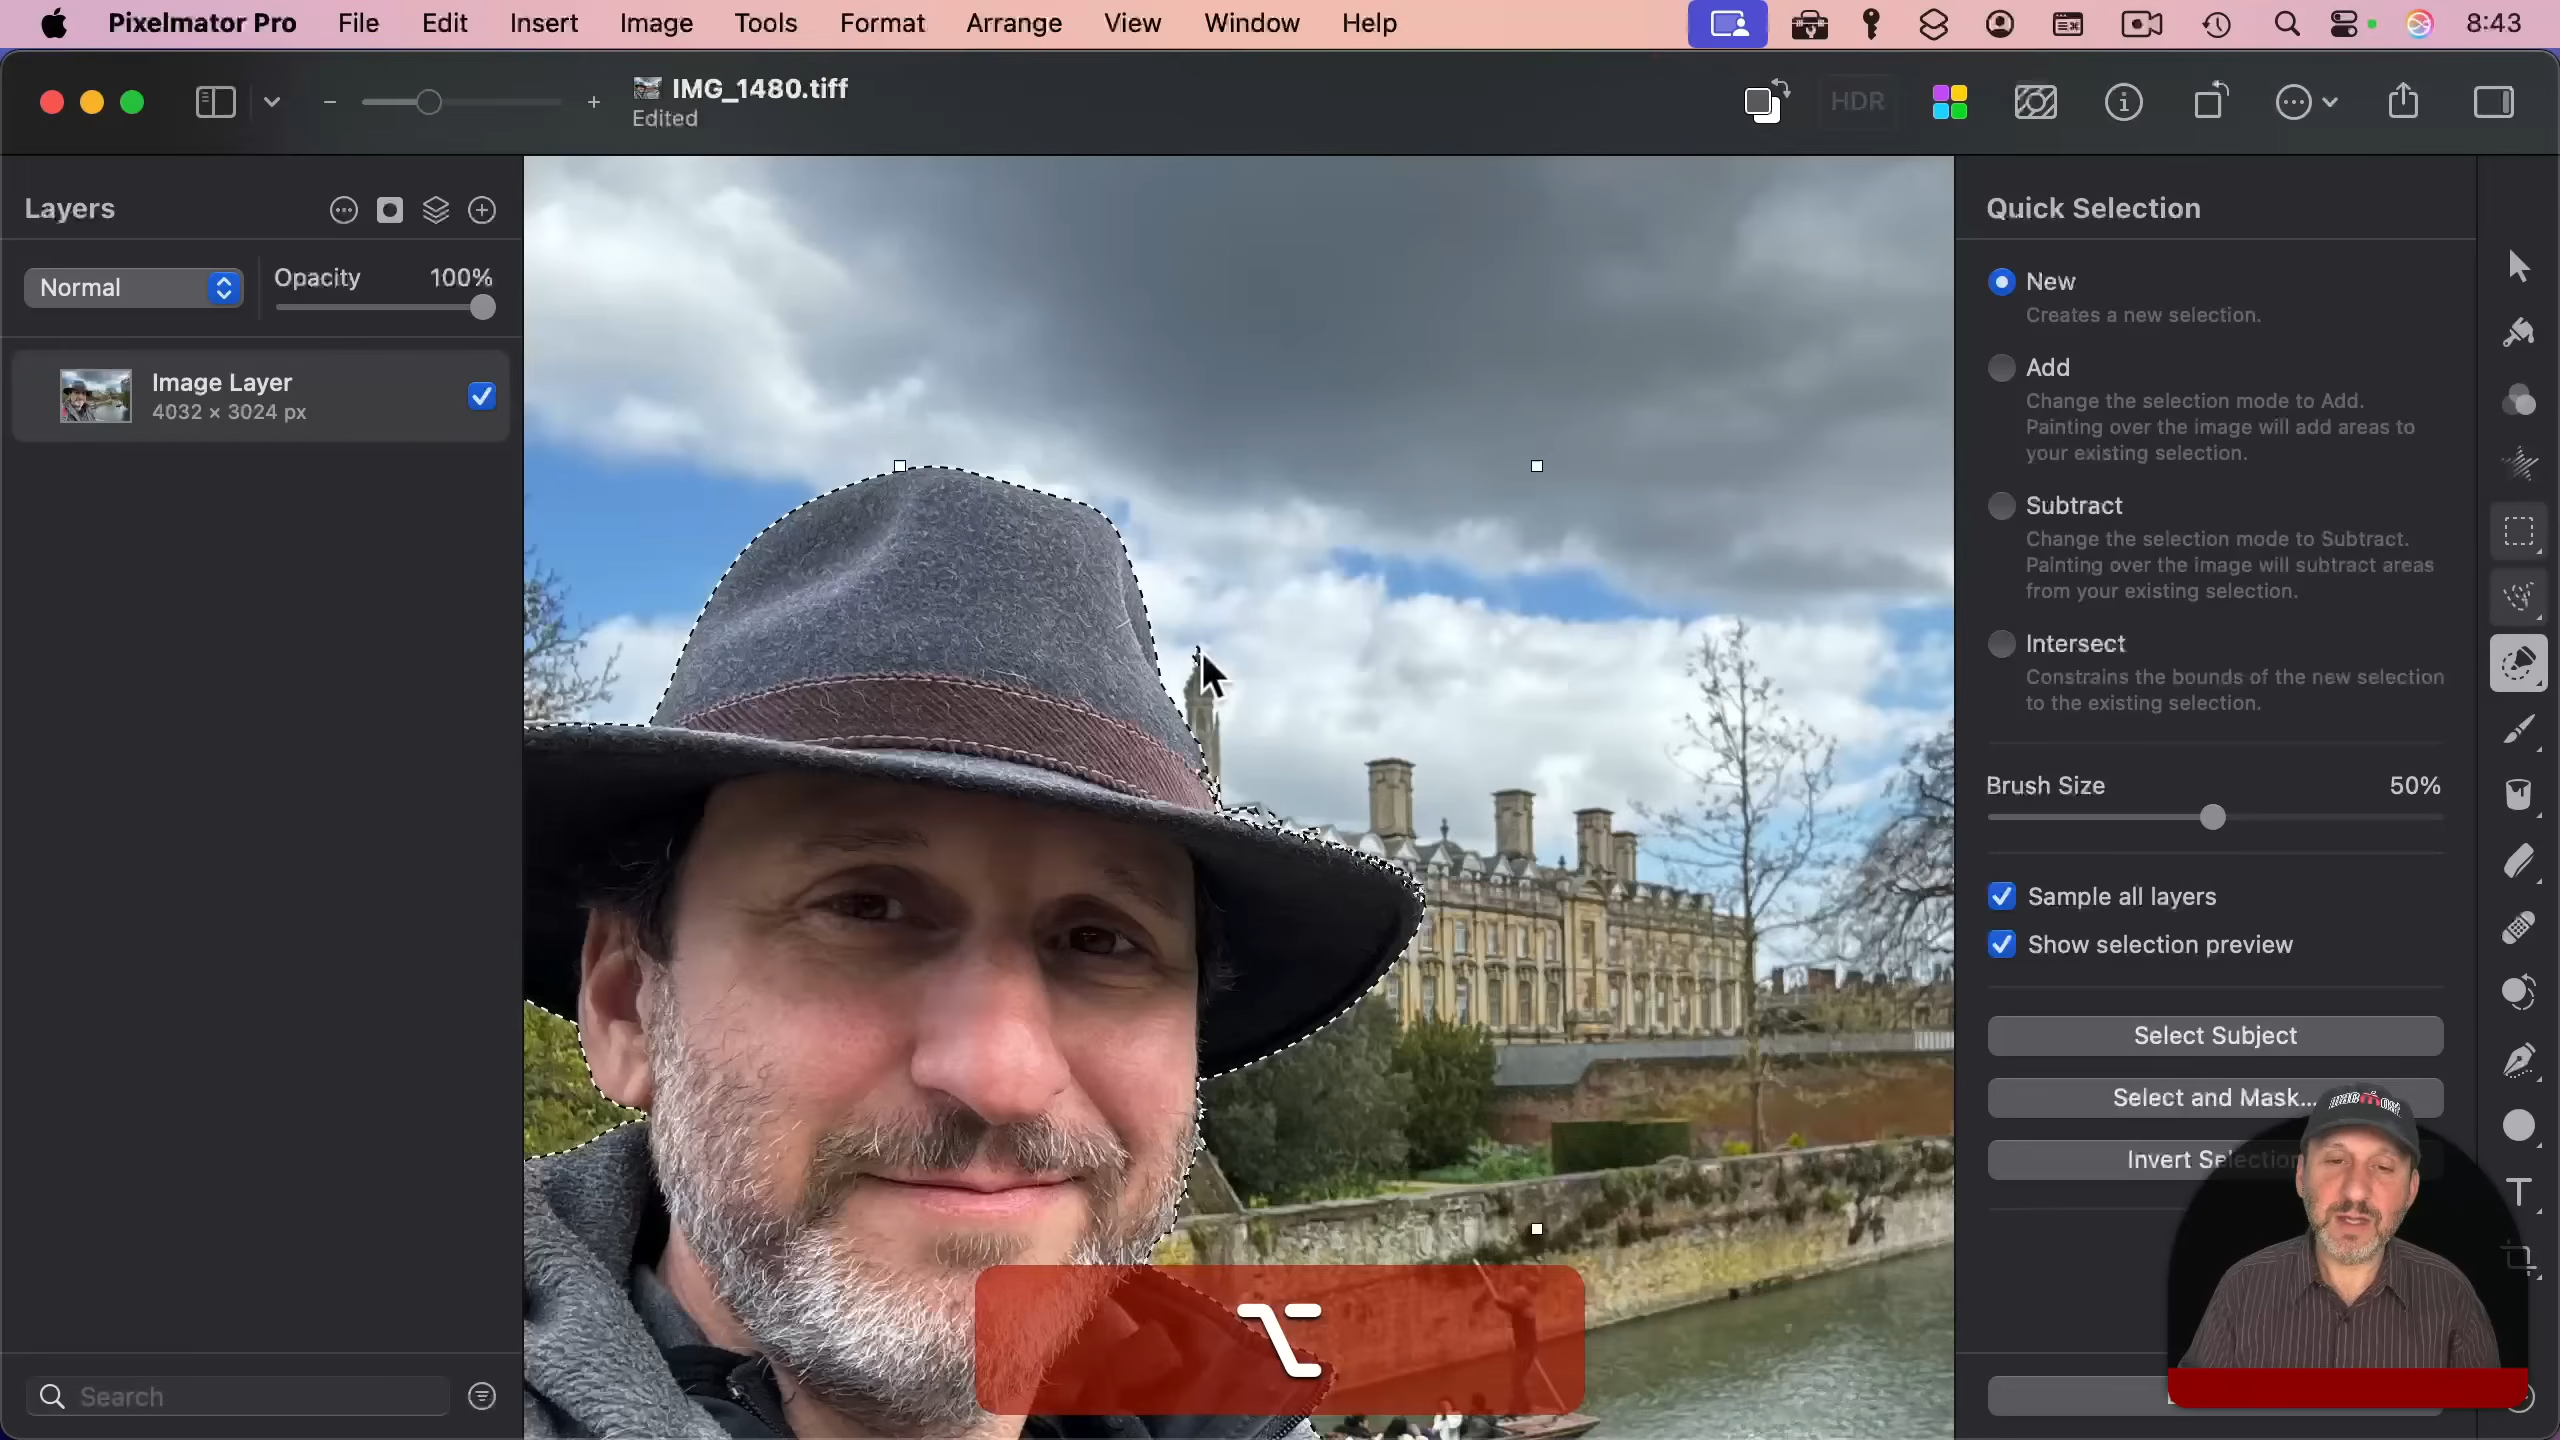 Pixelmator Pro File Edit Insert Image Tools Format Arrange View Window Help 8:43
IMG_1480.tiff
Edited
HDR
Layers
Normal
Opacity 100%
Image Layer
4032 × 3024 px
Search
Quick Selection
New
Creates a new selection.
Add
Change the selection mode to Add.
Painting over the image will add areas to
your existing selection.
Subtract
Change the selection mode to Subtract.
Painting over the image will subtract areas
from your existing selection.
Intersect
Constrains the bounds of the new selection
to the existing selection.
Brush Size 50%
Sample all layers
Show selection preview
Select Subject
Select and Mask...
Invert Selection